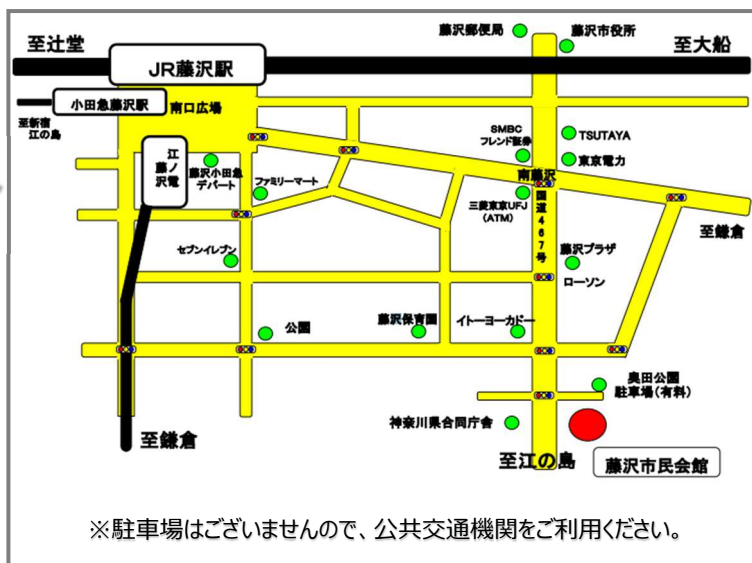 藤沢郵便局
藤沢市役所
至辻堂
JR藤沢駅
至大船
小田急藤沢駅
南口広場
至新宿
江の島
SMBC
フレンド証券
TSUTAYA
東京電力
江ノ電
藤沢
藤沢小田急
デパート
ファミリーマート
南藤沢
三菱東京UFJ
(ATM)
国道467号
至鎌倉
セブンイレブン
藤沢プラザ
ローソン
公園
藤沢保育園
イトーヨーカドー
奥田公園
駐車場(有料)
神奈川県合同庁舎
至鎌倉
至江の島
藤沢市民会館
※駐車場はございませんので、公共交通機関をご利用ください。